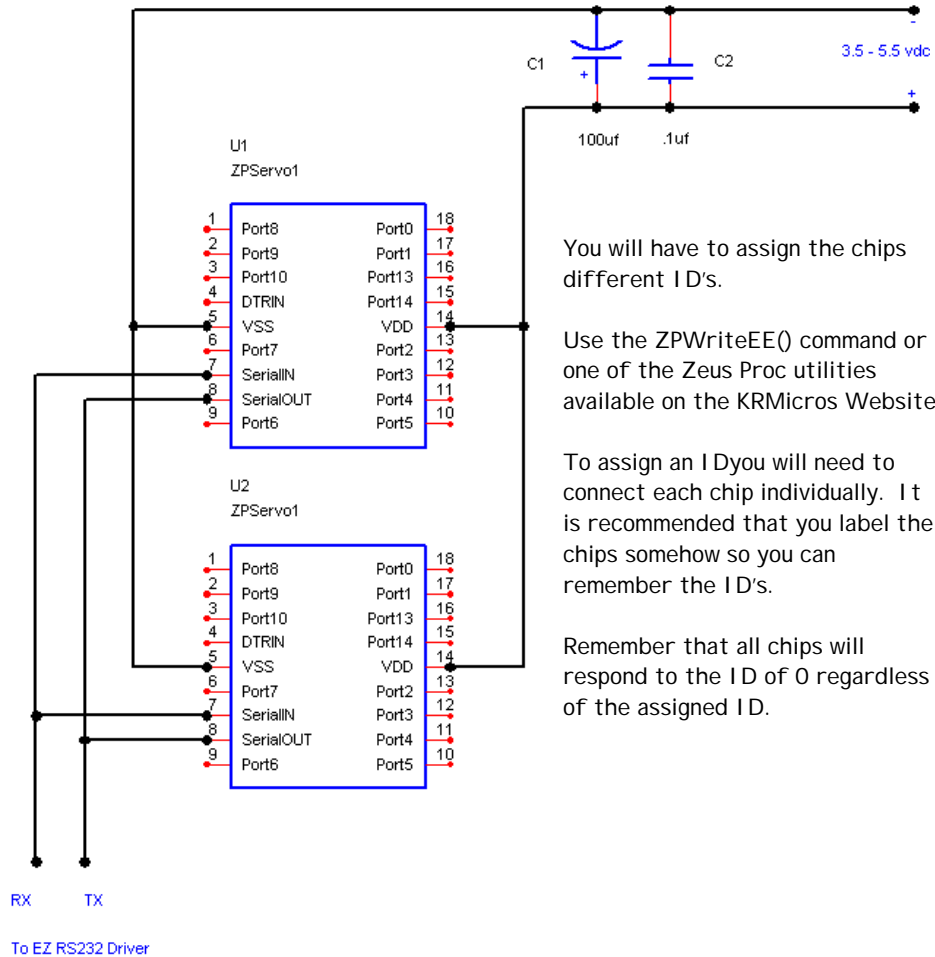 -
3.5 - 5.5 vdc
C1
+
C2
+
100uf
.1uf
U1
ZPServo1
1 Port8 Port0 18
2 Port9 Port1 17
3 Port10 Port13 16
4 DTRIN Port14 15
5 VSS VDD 14
6 Port7 Port2 13
7 SerialIN Port3 12
8 SerialOUT Port4 11
9 Port6 Port5 10
U2
ZPServo1
1 Port8 Port0 18
2 Port9 Port1 17
3 Port10 Port13 16
4 DTRIN Port14 15
5 VSS VDD 14
6 Port7 Port2 13
7 SerialIN Port3 12
8 SerialOUT Port4 11
9 Port6 Port5 10
You will have to assign the chips
different ID's.
Use the ZPWriteEE() command or
one of the Zeus Proc utilities
available on the KRMicros Website
To assign an IDyou will need to
connect each chip individually. It
is recommended that you label the
chips somehow so you can
remember the ID's.
Remember that all chips will
respond to the ID of 0 regardless
of the assigned ID.
RX TX
To EZ RS232 Driver